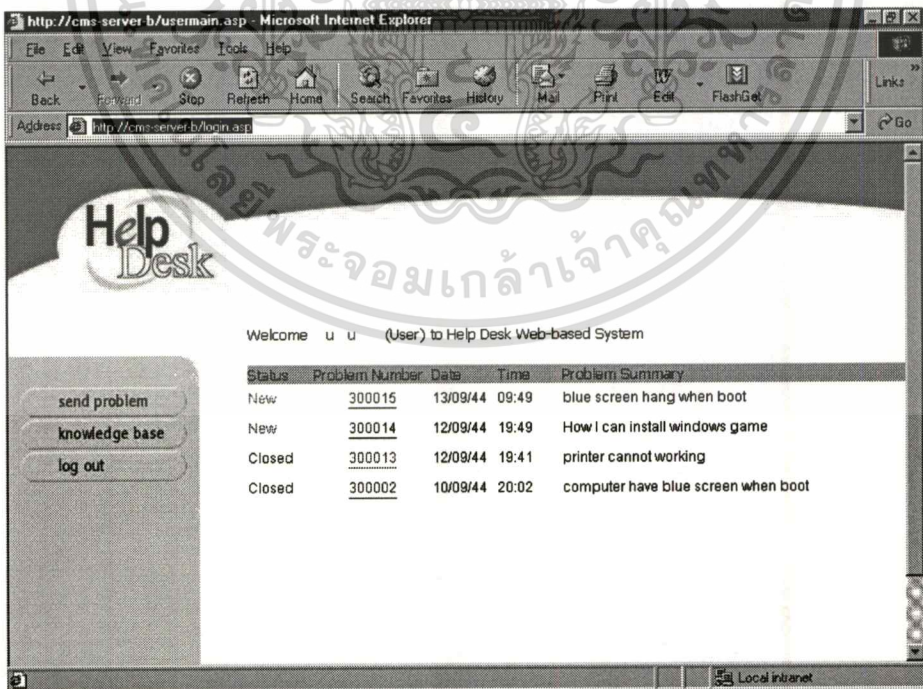 http://cms-server-b/usermain.asp - Microsoft Internet Explorer
File Edit View Favorites Tools Help
Back Forward Stop Refresh Home Search Favorites History Mail Print Edit FlashGet Links
Address http://cms-server-b/login.asp Go
Help
Desk
พระจอมเกล้าเจ้าคุณทหาร
Welcome u u (User) to Help Desk Web-based System
Status Problem Number Date Time Problem Summary
New 300015 13/09/44 09:49 blue screen hang when boot
New 300014 12/09/44 19:49 How I can install windows game
Closed 300013 12/09/44 19:41 printer cannot working
Closed 300002 10/09/44 20:02 computer have blue screen when boot
send problem
knowledge base
log out
Local intranet